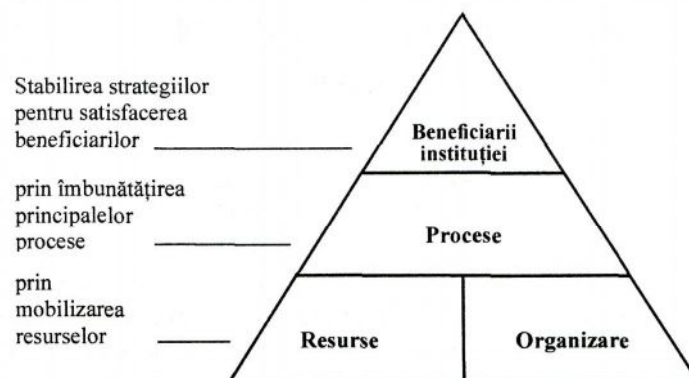 Stabilirea strategiilor
pentru satisfacerea
beneficiarilor
Beneficiarii
instituției
prin îmbunătățirea
principalelor
procese
Procese
prin
mobilizarea
resurselor
Resurse
Organizare